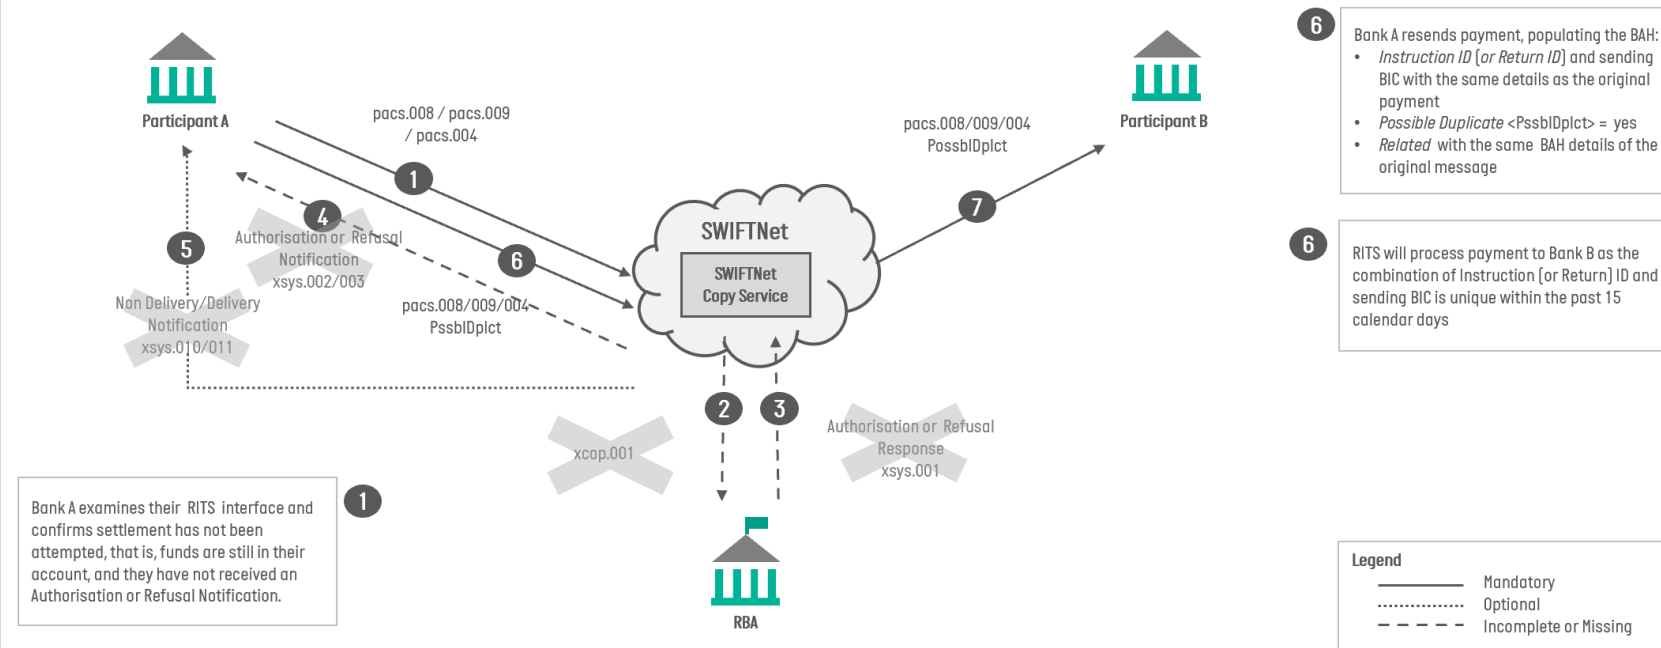 Participant A
pacs.008 / pacs.009
/ pacs.004
1
4
Authorisation or Refusal
Notification
xsys.002/003
5
6
Non Delivery/Delivery
Notification
xsys.010/011
pacs.008/009/004
PssblDplct
SWIFTNet
SWIFTNet
Copy Service
pacs.008/009/004
PossblDplct
7
Participant B
2
3
xcop.001
Authorisation or Refusal
Response
xsys.001
RBA
Bank A examines their RITS interface and
confirms settlement has not been
attempted, that is, funds are still in their
account, and they have not received an
Authorisation or Refusal Notification.
1
6
Bank A resends payment, populating the BAH:
• Instruction ID (or Return ID) and sending
BIC with the same details as the original
payment
• Possible Duplicate <PssblDplct> = yes
• Related with the same BAH details of the
original message
6
RITS will process payment to Bank B as the
combination of Instruction (or Return) ID and
sending BIC is unique within the past 15
calendar days
Legend
Mandatory
Optional
Incomplete or Missing